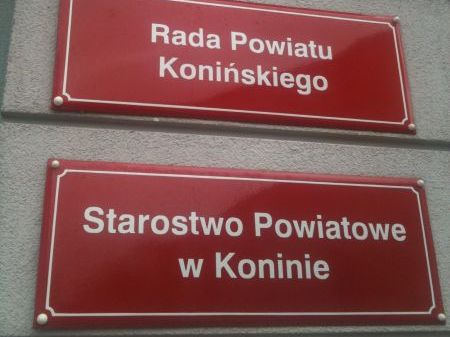 Rada Powiatu
Konińskiego
Starostwo Powiatowe
w Koninie